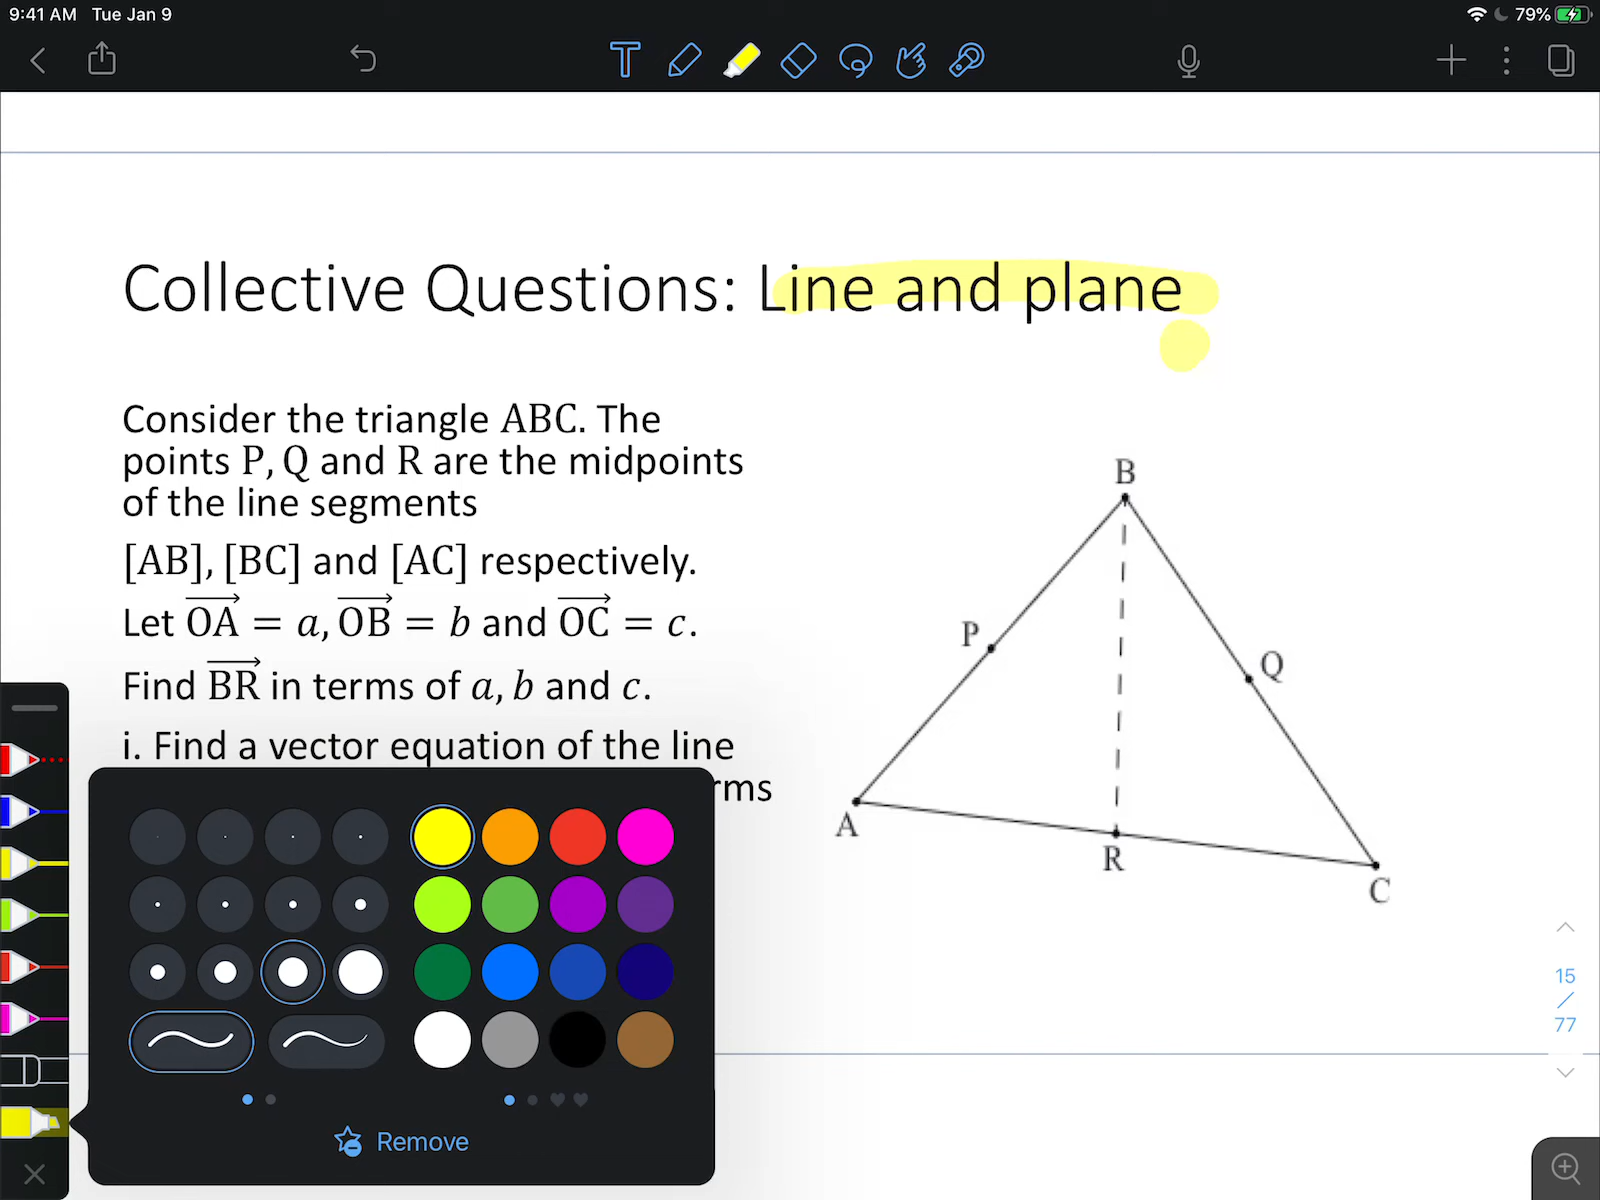 9:41 AM Tue Jan 9
79%
T
Collective Questions: Line and plane
Consider the triangle ABC. The
points P, Q and R are the midpoints
of the line segments
[AB], [BC] and [AC] respectively.
Let OA = a, OB = b and OC = c.
Find BR in terms of a, b and c.
i. Find a vector equation of the line
rms
B
P
Q
A
R
C
15
/
77
Remove